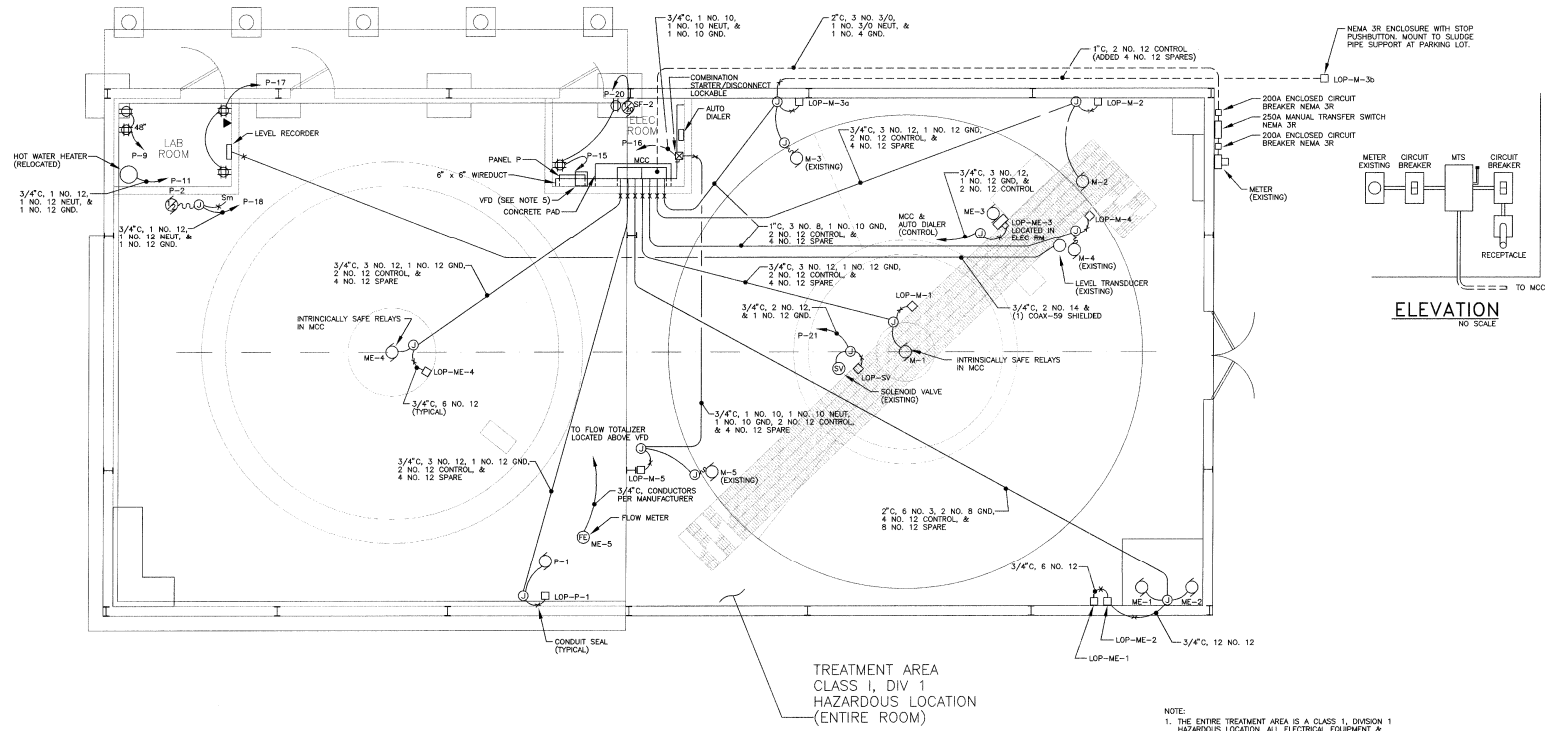 3/4"C, 1 NO. 10,
1 NO. 10 NEUT, &
1 NO. 10 GND.
2"C, 3 NO. 3/0,
1 NO. 3/0 NEUT, &
1 NO. 4 GND.
1"C, 2 NO. 12 CONTROL
(ADDED 4 NO. 12 SPARES)
NEMA 3R ENCLOSURE WITH STOP
PUSHBUTTON. MOUNT TO SLUDGE
PIPE SUPPORT AT PARKING LOT.
LOP-M-3b
P-17
P-20
SF-2
ELEC
ROOM
COMBINATION
STARTER/DISCONNECT
LOCKABLE
AUTO
DIALER
LOP-M-3a
LOP-M-2
200A ENCLOSED CIRCUIT
BREAKER NEMA 3R
250A MANUAL TRANSFER SWITCH
NEMA 3R
200A ENCLOSED CIRCUIT
BREAKER NEMA 3R
METER
(EXISTING)
48"
P-9
LAB
ROOM
LEVEL RECORDER
HOT WATER HEATER
(RELOCATED)
P-11
3/4"C, 1 NO. 12,
1 NO. 12 NEUT, &
1 NO. 12 GND.
P-2
J
Sm
P-18
3/4"C, 1 NO. 12,
1 NO. 12 NEUT, &
1 NO. 12 GND.
P-16
P-15
MCC
PANEL P
6" x 6" WIREDUCT
VFD (SEE NOTE 5)
CONCRETE PAD
3/4"C, 3 NO. 12, 1 NO. 12 GND,
2 NO. 12 CONTROL, &
4 NO. 12 SPARE
M-3
(EXISTING)
M-2
3/4"C, 3 NO. 12,
1 NO. 12 GND, &
2 NO. 12 CONTROL
ME-3
MCC &
AUTO DIALER
(CONTROL)
LOP-ME-3
LOCATED IN
ELEC RM
LOP-M-4
M-4
(EXISTING)
LEVEL TRANSDUCER
(EXISTING)
1"C, 3 NO. 8, 1 NO. 10 GND,
2 NO. 12 CONTROL, &
4 NO. 12 SPARE
3/4"C, 3 NO. 12, 1 NO. 12 GND,
2 NO. 12 CONTROL, &
4 NO. 12 SPARE
3/4"C, 3 NO. 12, 1 NO. 12 GND,
2 NO. 12 CONTROL, &
4 NO. 12 SPARE
3/4"C, 2 NO. 12,
& 1 NO. 12 GND.
LOP-M-1
3/4"C, 2 NO. 14 &
(1) COAX-59 SHIELDED
METER
EXISTING
CIRCUIT
BREAKER
MTS
CIRCUIT
BREAKER
RECEPTACLE
TO MCC
ELEVATION
NO SCALE
INTRINCICALLY SAFE RELAYS
IN MCC
ME-4
J
LOP-ME-4
3/4"C, 6 NO. 12
(TYPICAL)
P-21
J
SV
LOP-SV
SOLENOID VALVE
(EXISTING)
M-1
INTRINSICALLY SAFE RELAYS
IN MCC
3/4"C, 1 NO. 10, 1 NO. 10 NEUT,
1 NO. 10 GND, 2 NO. 12 CONTROL,
& 4 NO. 12 SPARE
TO FLOW TOTALIZER
LOCATED ABOVE VFD
J
LOP-M-5
J
M-5
(EXISTING)
3/4"C, 3 NO. 12, 1 NO. 12 GND,
2 NO. 12 CONTROL, &
4 NO. 12 SPARE
3/4"C, CONDUCTORS
PER MANUFACTURER
FLOW METER
FE
ME-5
2"C, 6 NO. 3, 2 NO. 8 GND,
4 NO. 12 CONTROL, &
8 NO. 12 SPARE
P-1
J
LOP-P-1
CONDUIT SEAL
(TYPICAL)
3/4"C, 6 NO. 12
ME-1
J
ME-2
LOP-ME-2
LOP-ME-1
3/4"C, 12 NO. 12
TREATMENT AREA
CLASS I, DIV 1
HAZARDOUS LOCATION
(ENTIRE ROOM)
NOTE:
1. THE ENTIRE TREATMENT AREA IS A CLASS 1, DIVISION 1
HAZARDOUS LOCATION. ALL ELECTRICAL EQUIPMENT &